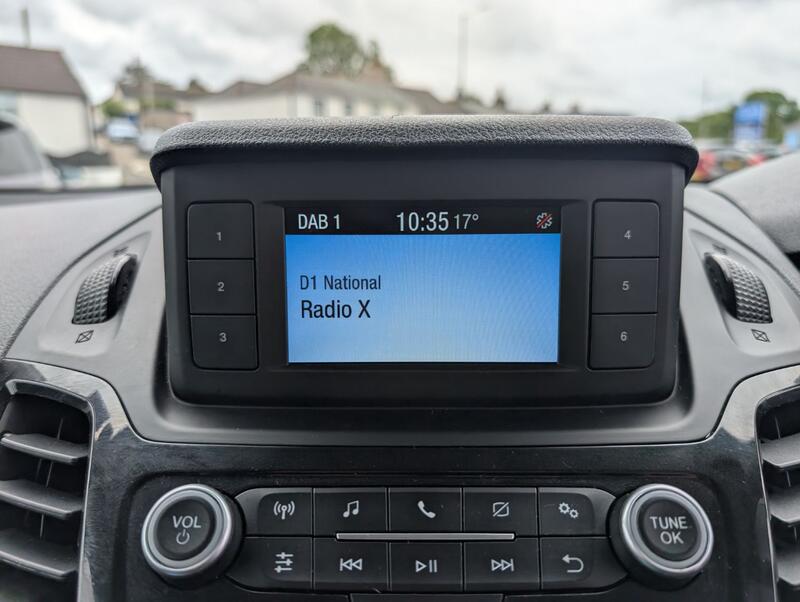 DAB 1 10:35 17°
D1 National
Radio X
1
2
3
4
5
6
VOL
TUNE
OK